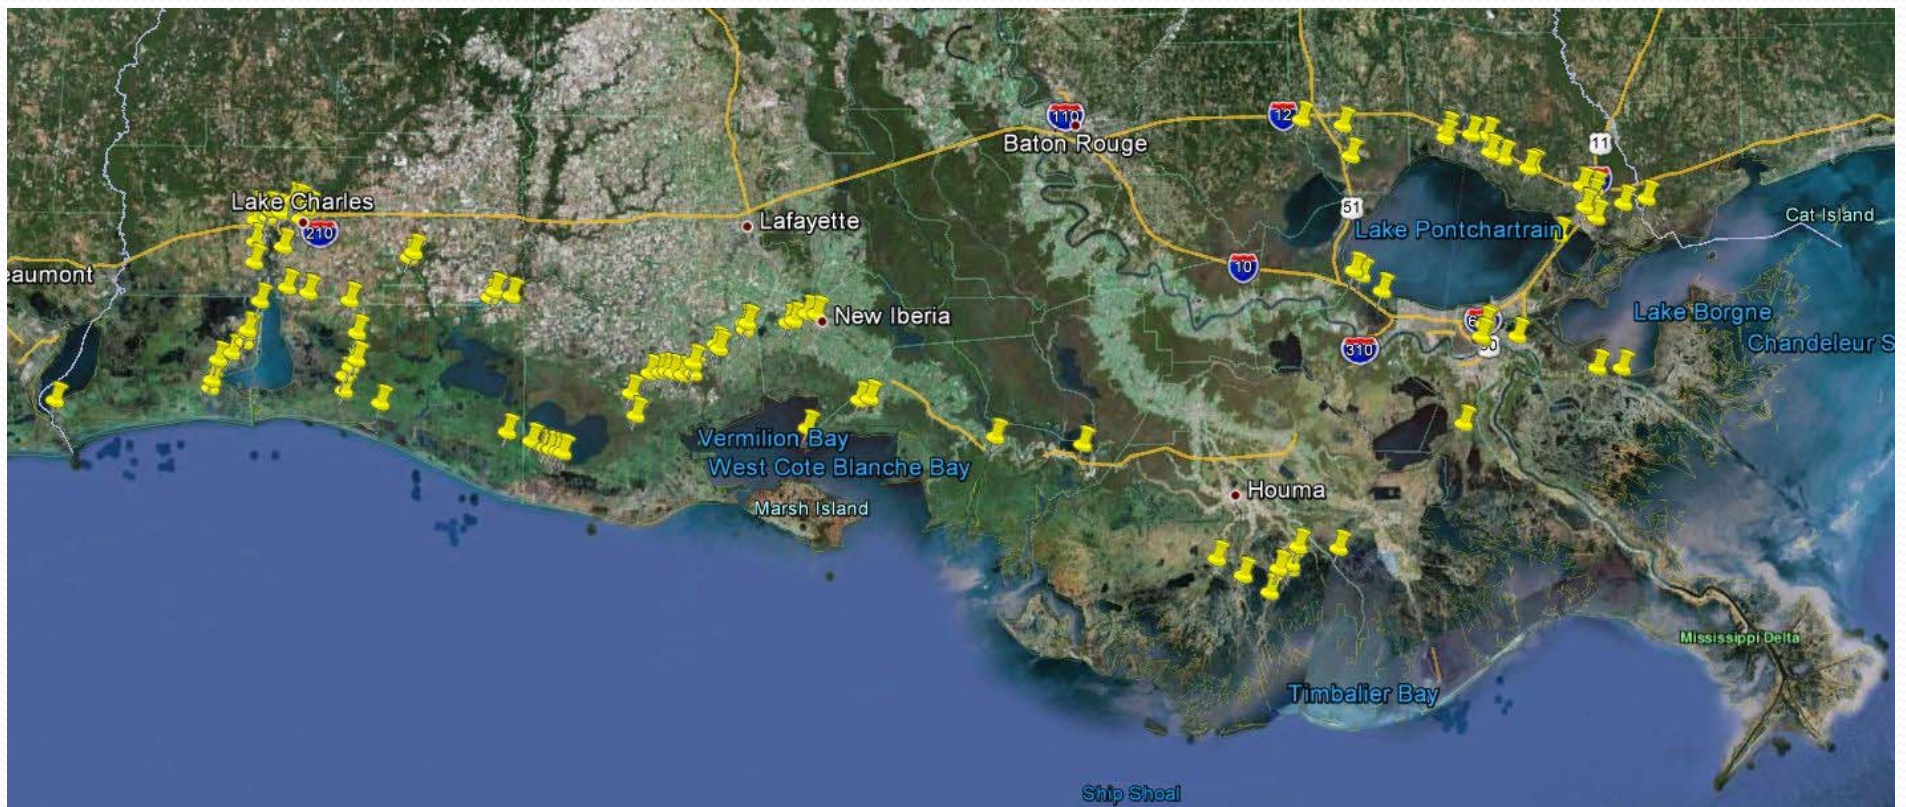 12
110
Baton Rouge
11
Lake Charles
210
Lafayette
51
Lake Pontchartrain
Cat Island
eaumont
10
New Iberia
Lake Borgne
310
Chandeleur S
Vermilion Bay
West Cote Blanche Bay
Marsh Island
Houma
Mississippi Delta
Timbalier Bay
Ship Shoal